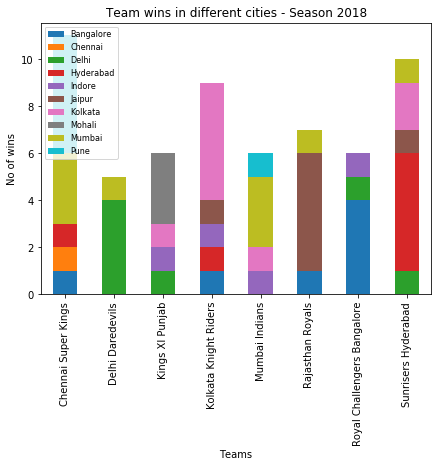 Team wins in different cities - Season 2018
Bangalore
Chennai
Delhi
Hyderabad
Indore
Jaipur
Kolkata
Mohali
Mumbai
Pune
No of wins
10
8
6
4
2
0
Chennai Super Kings
Delhi Daredevils
Kings XI Punjab
Kolkata Knight Riders
Mumbai Indians
Rajasthan Royals
Royal Challengers Bangalore
Sunrisers Hyderabad
Teams